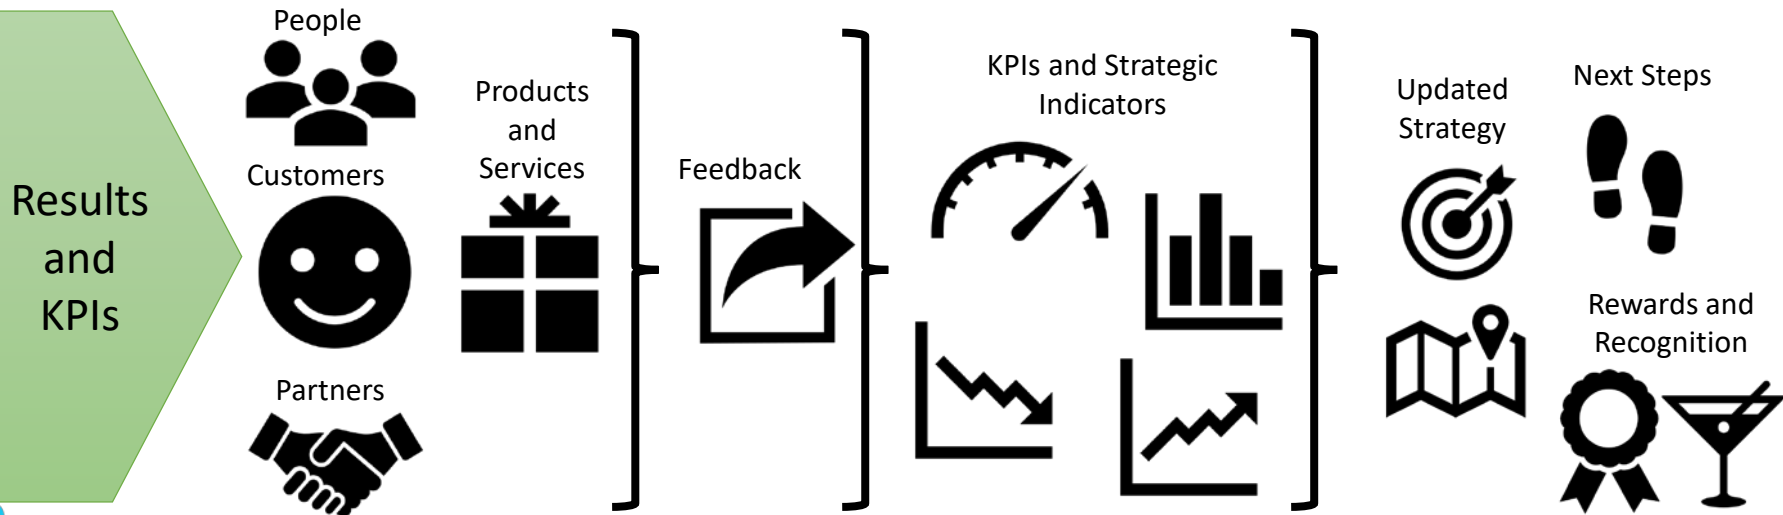 Results
and
KPIs
People
Customers
Partners
Products
and
Services
Feedback
KPIs and Strategic
Indicators
Updated
Strategy
Next Steps
Rewards and
Recognition